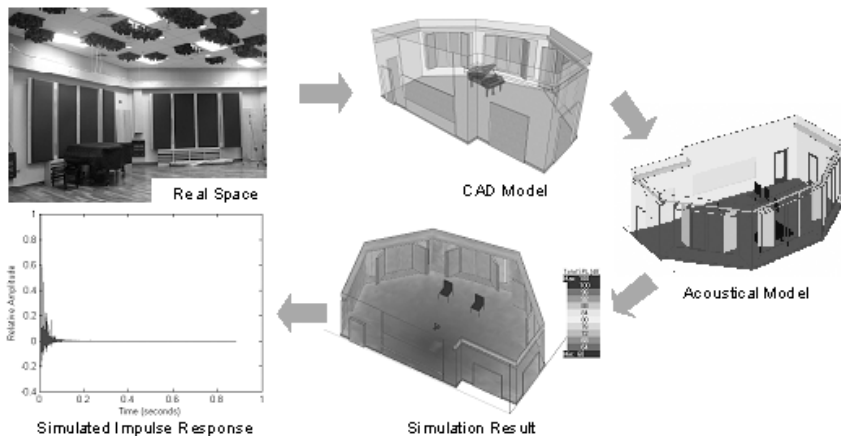 Real Space
CAD Model
Acoustical Model
Simulation Result
Simulated Impulse Response
Relative Amplitude
Time (seconds)
1
0.8
0.6
0.4
0.2
0
-0.2
-0.4
0
0.2
0.4
0.6
0.8
1
100